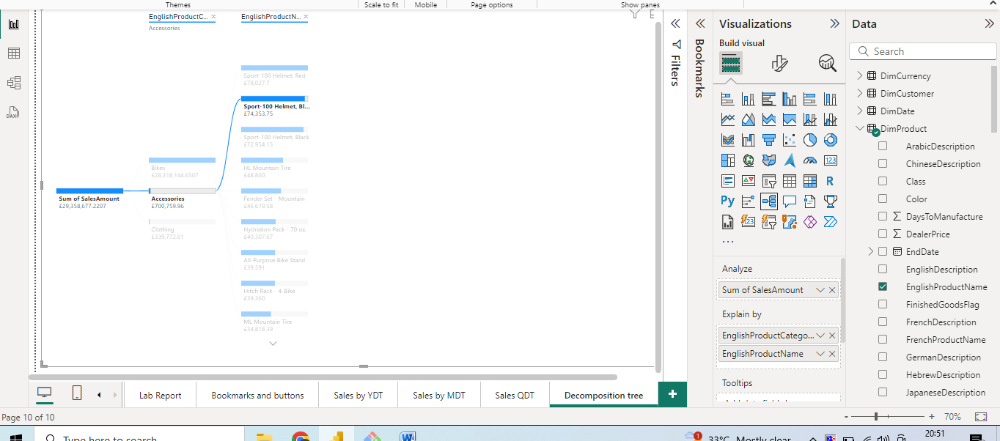 Themes
Scale to fit
Mobile
Page options
Show panes
EnglishProductC...
EnglishProductN...
Accessories
Sport-100 Helmet, Red
£78,027.7
Sport-100 Helmet, Bl...
£74,353.75
Sport-100 Helmet, Black
£72,954.15
HL Mountain Tire
£48,860
Fender Set - Mountain
£46,619.58
Hydration Pack - 70 oz.
£40,307.67
All-Purpose Bike Stand
£39,591
Hitch Rack - 4-Bike
£39,360
ML Mountain Tire
£34,818.39
Bikes
£28,318,144.6507
Sum of SalesAmount
£29,358,677.2207
Accessories
£700,759.96
Clothing
£339,772.61
Filters
Bookmarks
Visualizations
Build visual
123
R
Py
123
Analyze
Sum of SalesAmount
Explain by
EnglishProductCatego...
EnglishProductName
Tooltips
Data
Search
DimCurrency
DimCustomer
DimDate
DimProduct
ArabicDescription
ChineseDescription
Class
Color
DaysToManufacture
DealerPrice
EndDate
EnglishDescription
EnglishProductName
FinishedGoodsFlag
FrenchDescription
FrenchProductName
GermanDescription
HebrewDescription
JapaneseDescription
DAX
Lab Report
Bookmarks and buttons
Sales by YDT
Sales by MDT
Sales QDT
Decomposition tree
Page 10 of 10
- + 70%
Type here to search
W
1
33°C Mostly clear
20:51